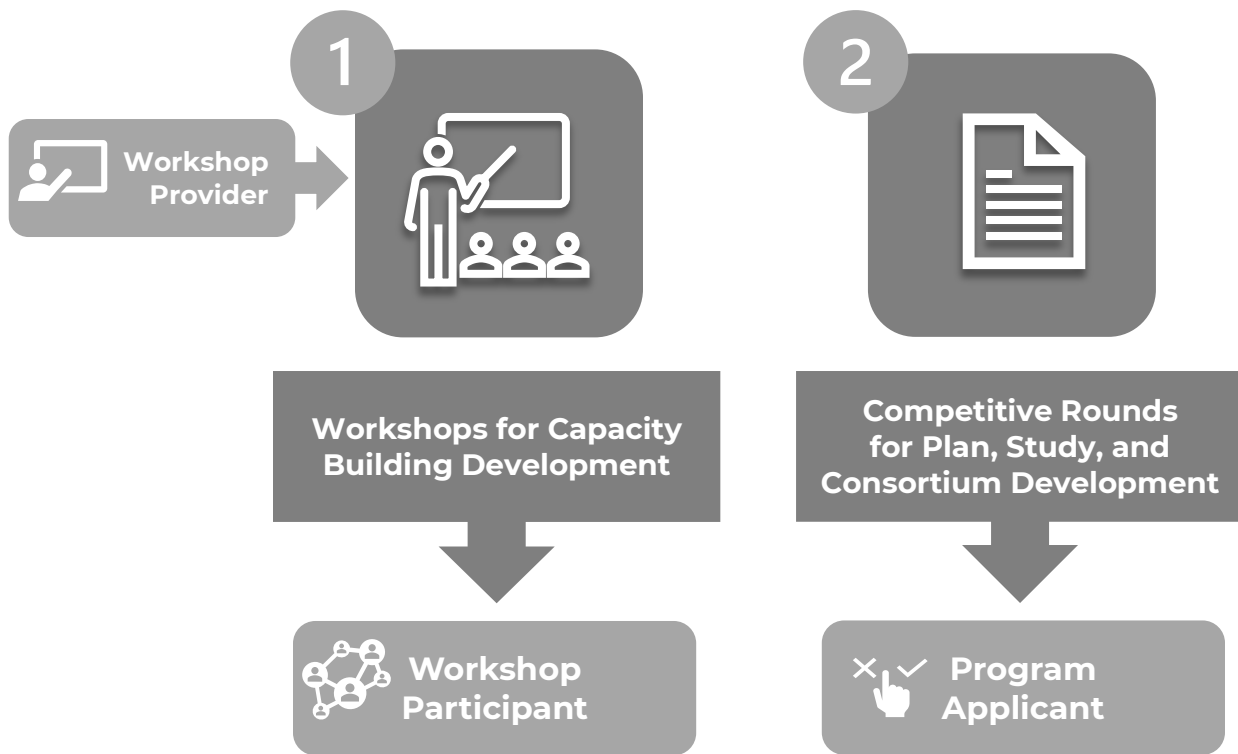 1
2
Workshop
Provider
Workshops for Capacity
Building Development
Competitive Rounds
for Plan, Study, and
Consortium Development
Workshop
Participant
Program
Applicant